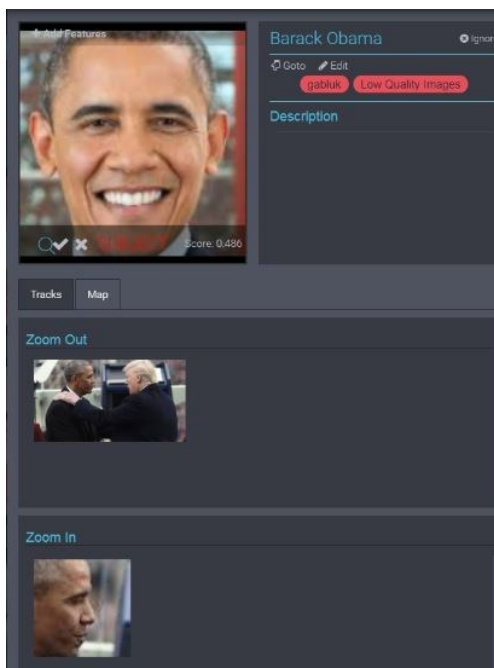 + Add Features
Barack Obama
Ignor
Goto Edit
gabluk Low Quality Images
Description
Score: 0,486
Tracks Map
Zoom Out
Zoom In